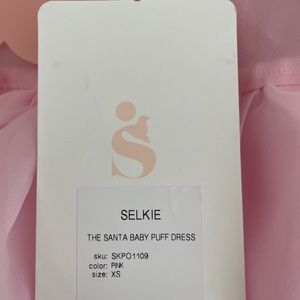 SELKIE
THE SANTA BABY PUFF DRESS
sku: SKPO1109
color: PINK
size: XS